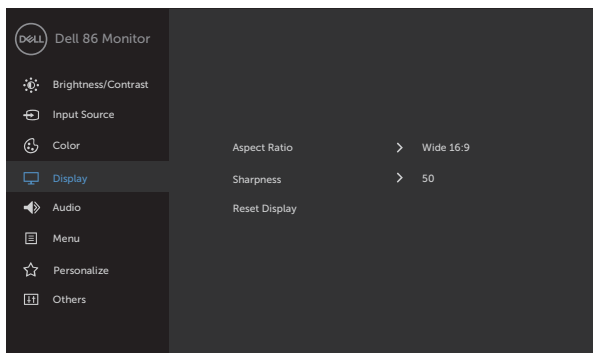 DELL Dell 86 Monitor
Brightness/Contrast
Input Source
Color
Display
Audio
Menu
Personalize
Others
Aspect Ratio > Wide 16:9
Sharpness > 50
Reset Display